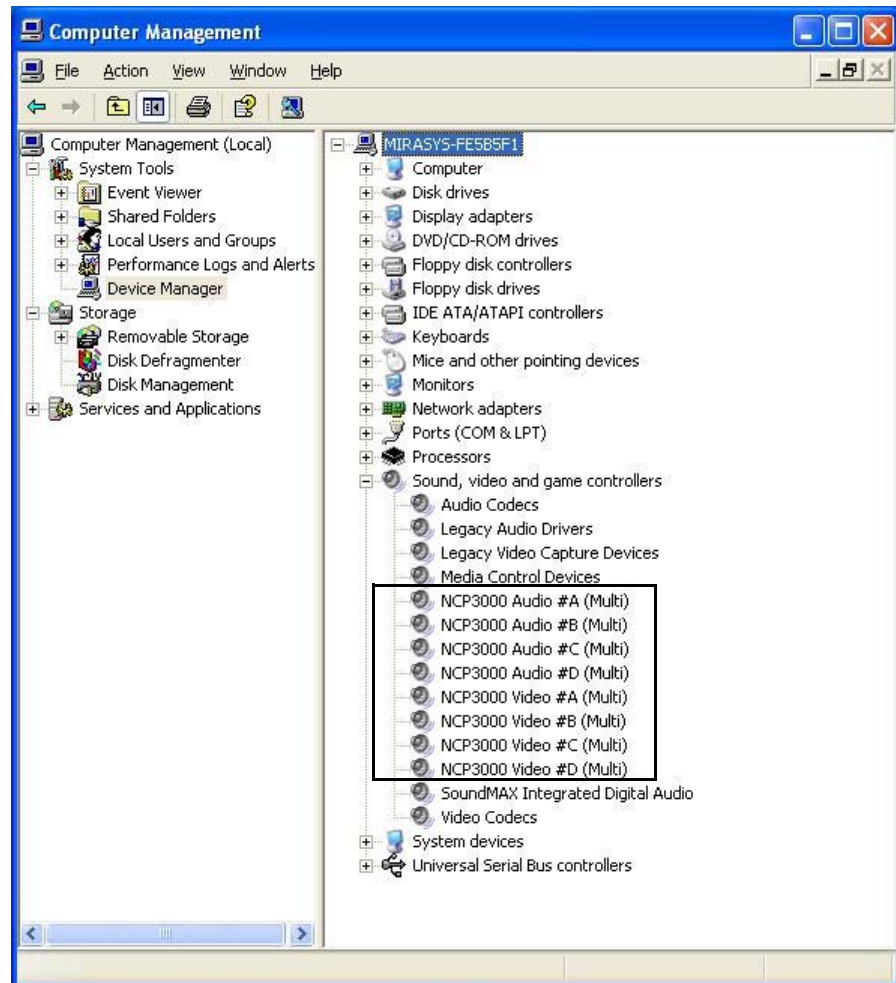 Computer Management
File Action View Window Help
Computer Management (Local)
System Tools
Event Viewer
Shared Folders
Local Users and Groups
Performance Logs and Alerts
Device Manager
Storage
Removable Storage
Disk Defragmenter
Disk Management
Services and Applications
MIRASYS-FE5B5F1
Computer
Disk drives
Display adapters
DVD/CD-ROM drives
Floppy disk controllers
Floppy disk drives
IDE ATA/ATAPI controllers
Keyboards
Mice and other pointing devices
Monitors
Network adapters
Ports (COM & LPT)
Processors
Sound, video and game controllers
Audio Codecs
Legacy Audio Drivers
Legacy Video Capture Devices
Media Control Devices
NCP3000 Audio #A (Multi)
NCP3000 Audio #B (Multi)
NCP3000 Audio #C (Multi)
NCP3000 Audio #D (Multi)
NCP3000 Video #A (Multi)
NCP3000 Video #B (Multi)
NCP3000 Video #C (Multi)
NCP3000 Video #D (Multi)
SoundMAX Integrated Digital Audio
Video Codecs
System devices
Universal Serial Bus controllers